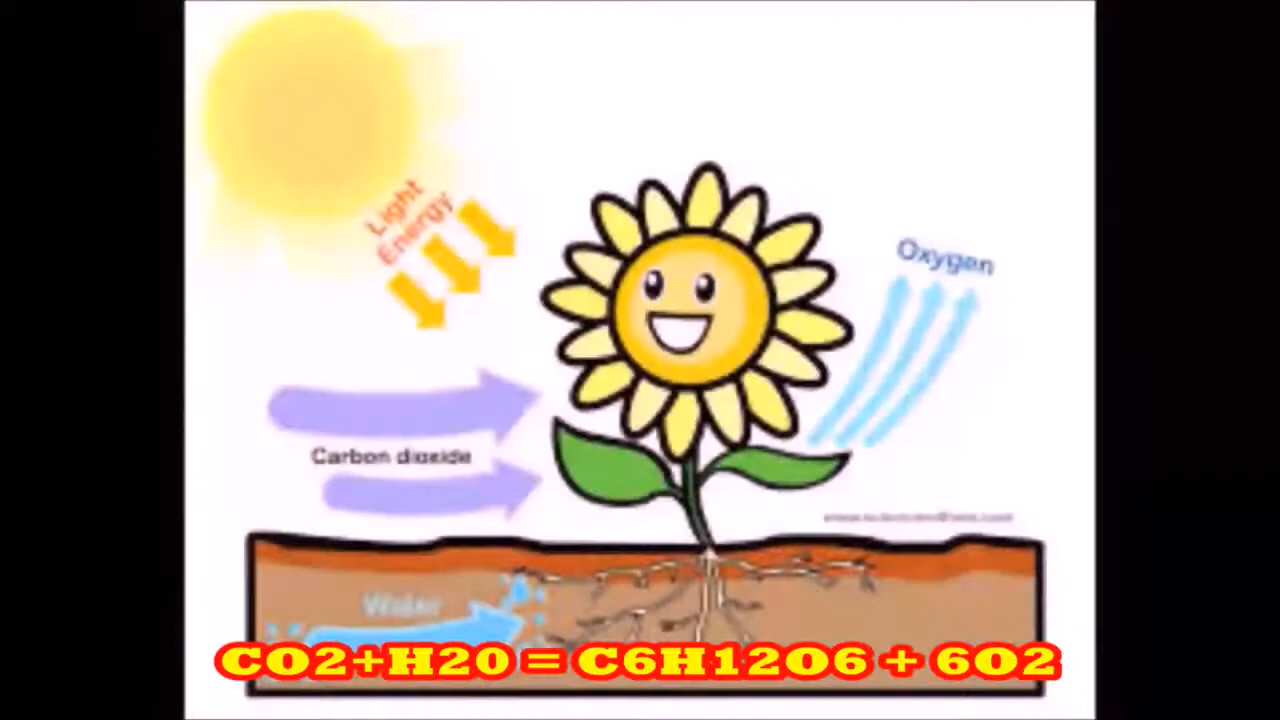 Light
Energy
Oxygen
Carbon dioxide
Water
CO2+H20 = C6H12O6 + 6O2